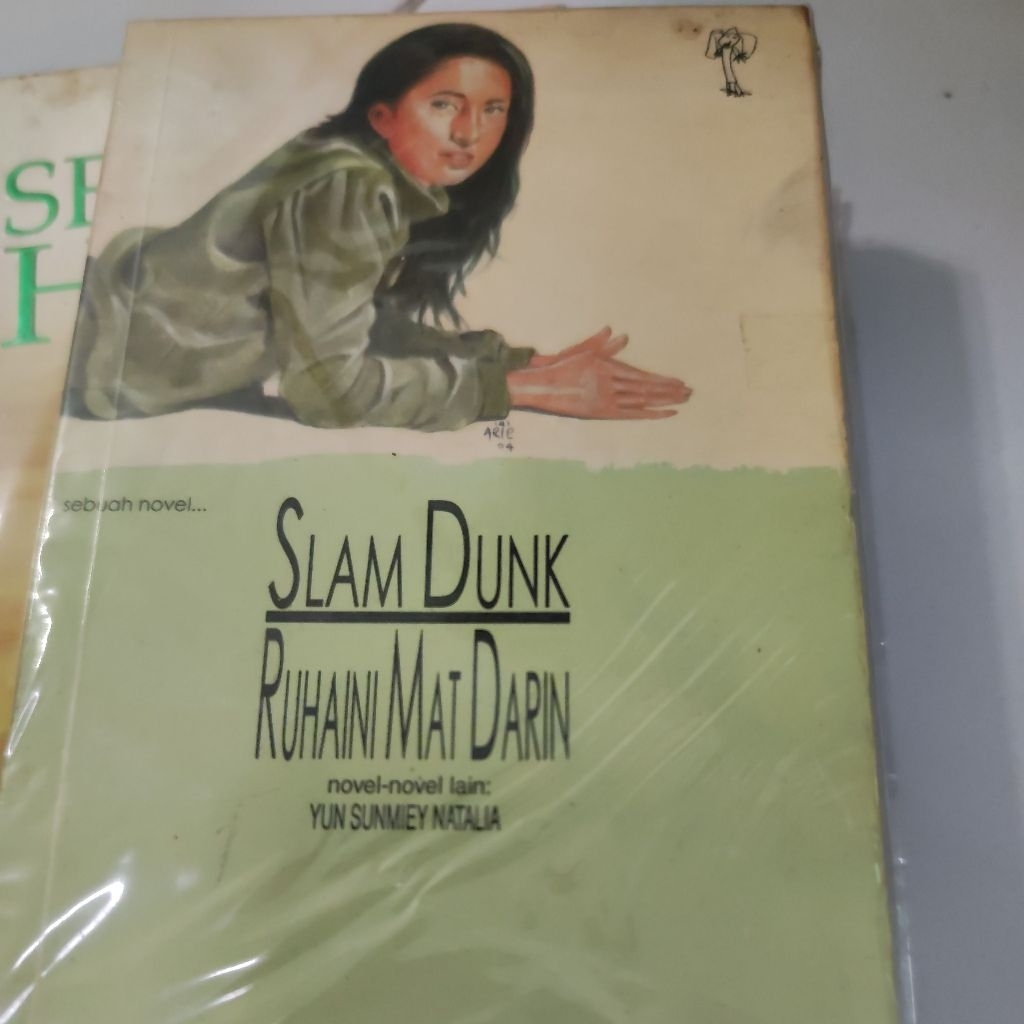 SE
H
ARIE
04
sebuah novel...
SLAM DUNK
RUHAINI MAT DARIN
novel-novel lain:
YUN SUNMIEY NATALIA